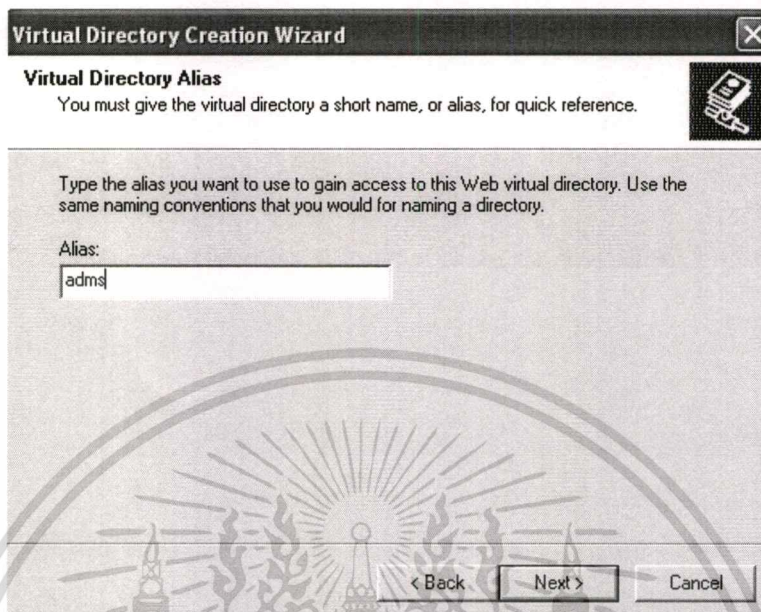 Virtual Directory Creation Wizard
Virtual Directory Alias
You must give the virtual directory a short name, or alias, for quick reference.
Type the alias you want to use to gain access to this Web virtual directory. Use the
same naming conventions that you would for naming a directory.
Alias:
adms
< Back Next > Cancel